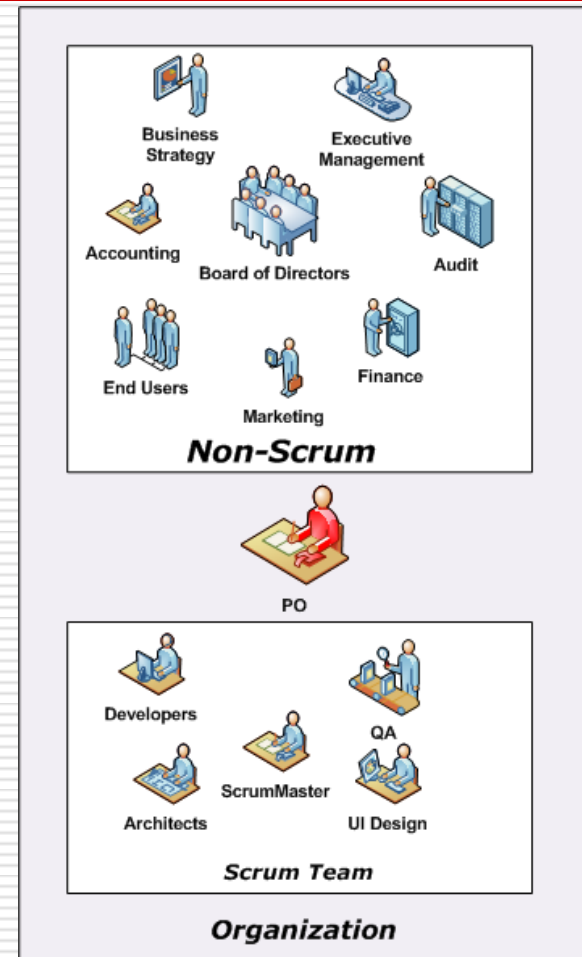 Business
Strategy
Executive
Management
Accounting
Board of Directors
Audit
End Users
Marketing
Finance
Non-Scrum
PO
Developers
QA
ScrumMaster
Architects
UI Design
Scrum Team
Organization